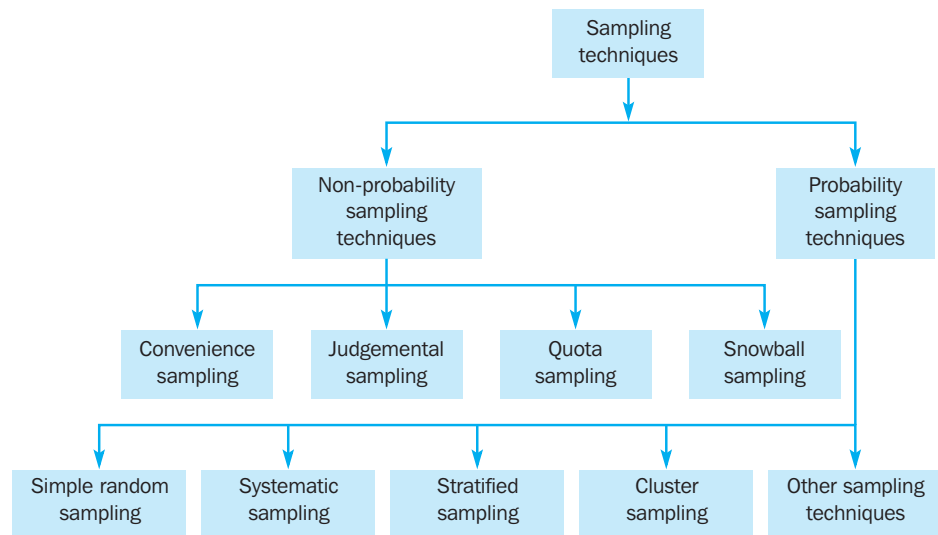 Sampling
techniques
Non-probability
sampling
techniques
Probability
sampling
techniques
Convenience
sampling
Judgemental
sampling
Quota
sampling
Snowball
sampling
Simple random
sampling
Systematic
sampling
Stratified
sampling
Cluster
sampling
Other sampling
techniques